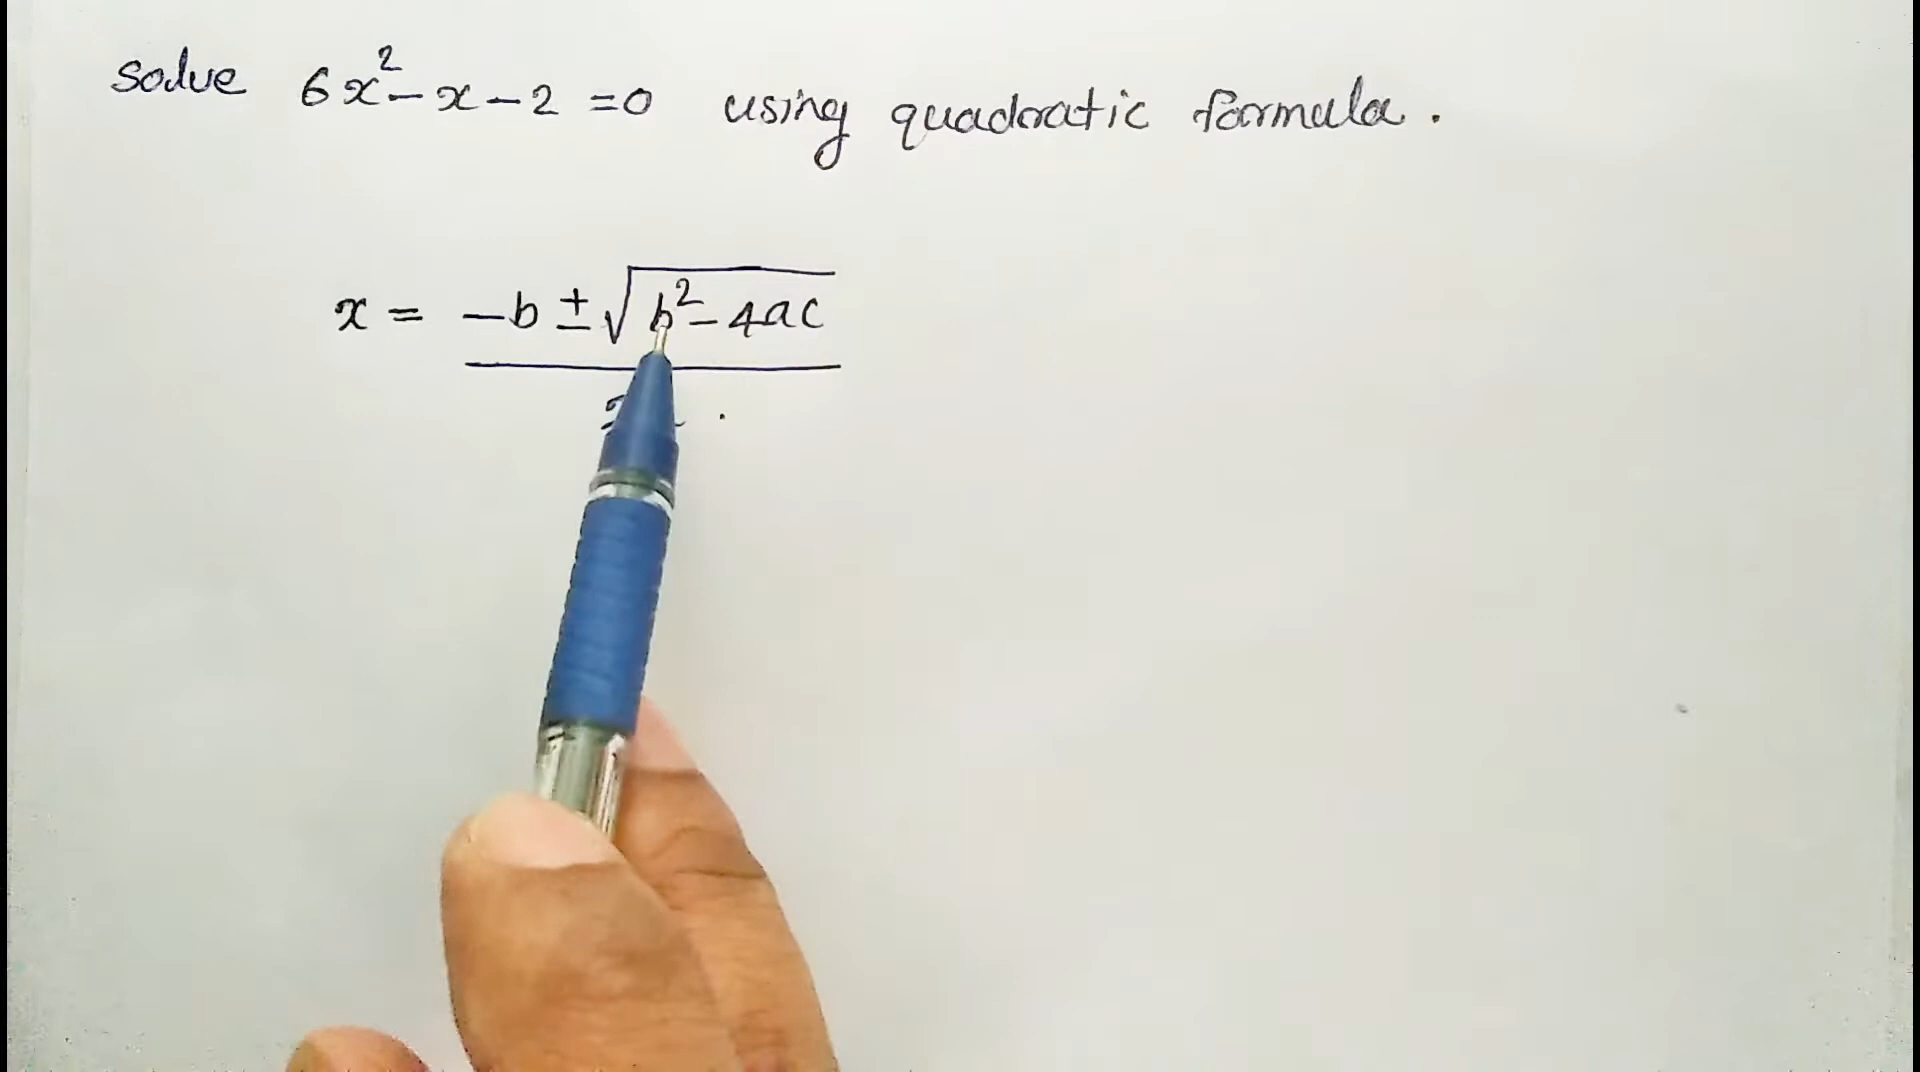 solve 6x²-x-2=0 using quadratic formula.
x = -b ± √b²-4ac